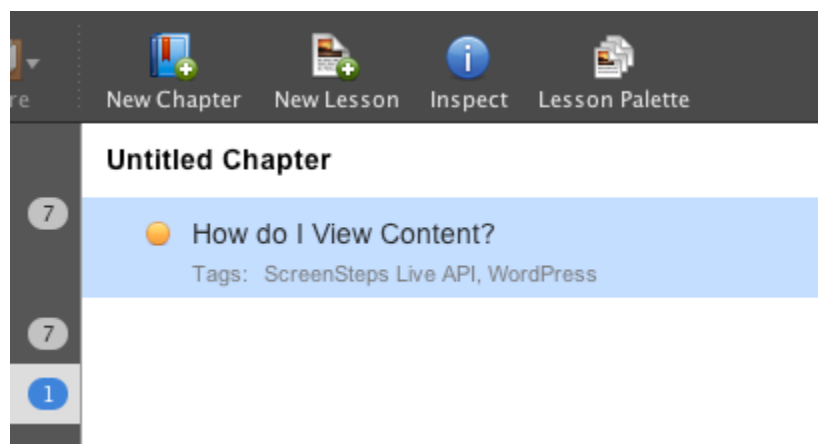 re New Chapter New Lesson Inspect Lesson Palette
Untitled Chapter
7
How do I View Content?
Tags: ScreenSteps Live API, WordPress
7
1